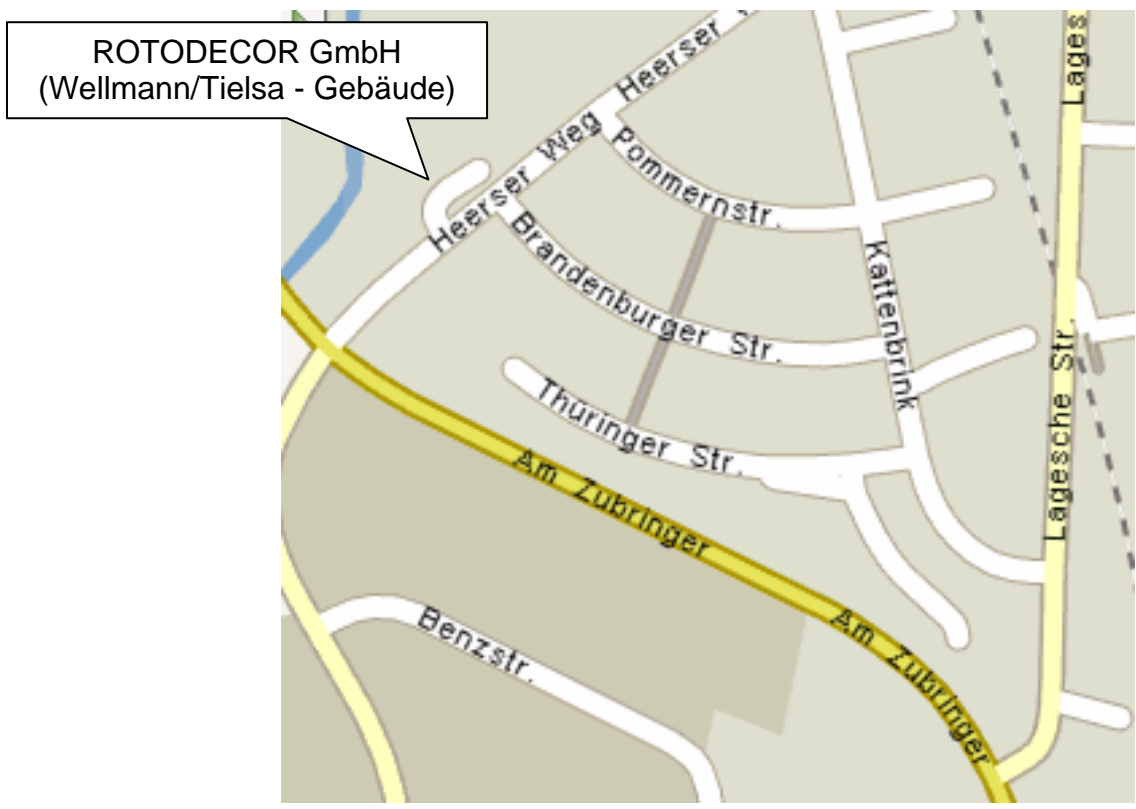 ROTODECOR GmbH
(Wellmann/Tielsa - Gebäude)
Heerser
Lages
Heerser Weg
Pommernstr.
Brandenburger Str.
Kattenbrink
Thüringer Str.
Lagesche Str.
Am Zubringer
Am Zubringer
Benzstr.